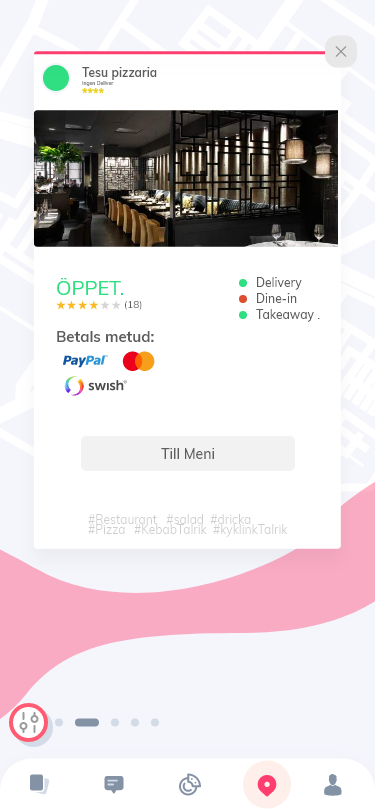 Tesu pizzaria
Ingen Deliver
ÖPPET.
(18)
Delivery
Dine-in
Takeaway .
Betals metud:
PayPal
swish
Till Meni
#Restaurant #salad #dricka
#Pizza #KebabTalrik #kyklinkTalrik